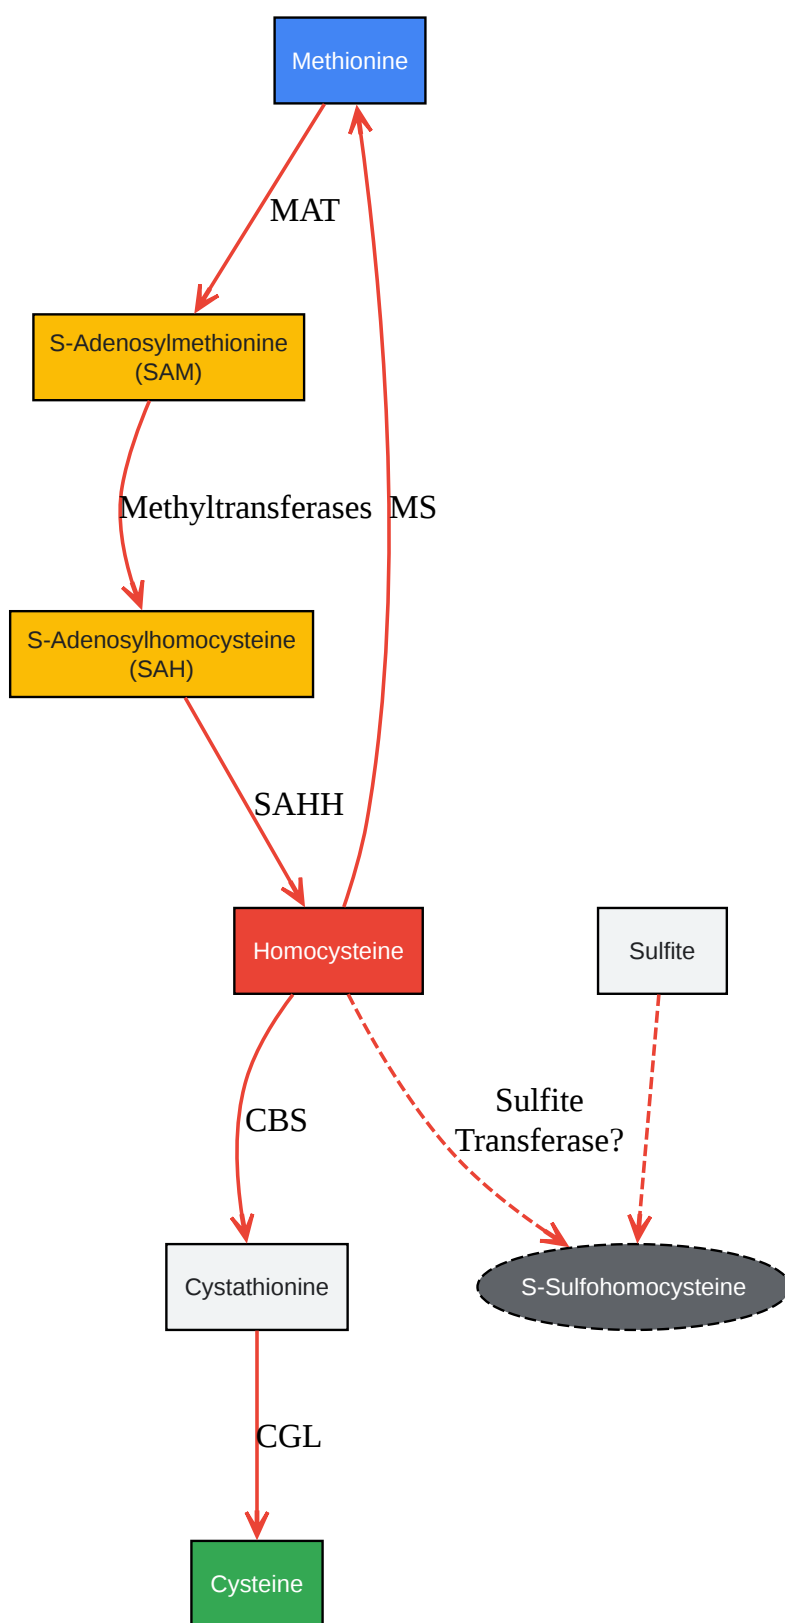 Methionine
MAT
S-Adenosylmethionine
(SAM)
Methyltransferases
MS
S-Adenosylhomocysteine
(SAH)
SAHH
Homocysteine
Sulfite
CBS
Sulfite
Transferase?
Cystathionine
S-Sulfohomocysteine
CGL
Cysteine